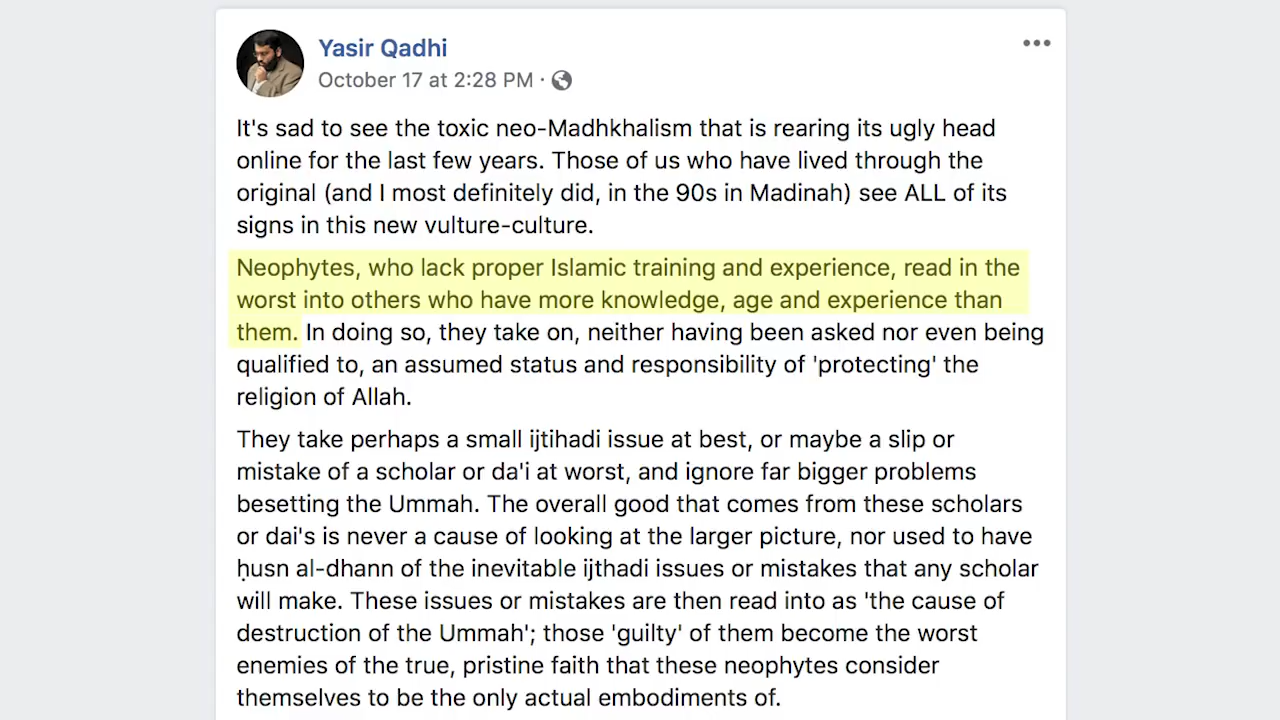 Yasir Qadhi
October 17 at 2:28 PM ·
It's sad to see the toxic neo-Madhkhalism that is rearing its ugly head
online for the last few years. Those of us who have lived through the
original (and I most definitely did, in the 90s in Madinah) see ALL of its
signs in this new vulture-culture.
Neophytes, who lack proper Islamic training and experience, read in the
worst into others who have more knowledge, age and experience than
them. In doing so, they take on, neither having been asked nor even being
qualified to, an assumed status and responsibility of 'protecting' the
religion of Allah.
They take perhaps a small ijtihadi issue at best, or maybe a slip or
mistake of a scholar or da'i at worst, and ignore far bigger problems
besetting the Ummah. The overall good that comes from these scholars
or dai's is never a cause of looking at the larger picture, nor used to have
ḥusn al-dhann of the inevitable ijthadi issues or mistakes that any scholar
will make. These issues or mistakes are then read into as 'the cause of
destruction of the Ummah'; those 'guilty' of them become the worst
enemies of the true, pristine faith that these neophytes consider
themselves to be the only actual embodiments of.